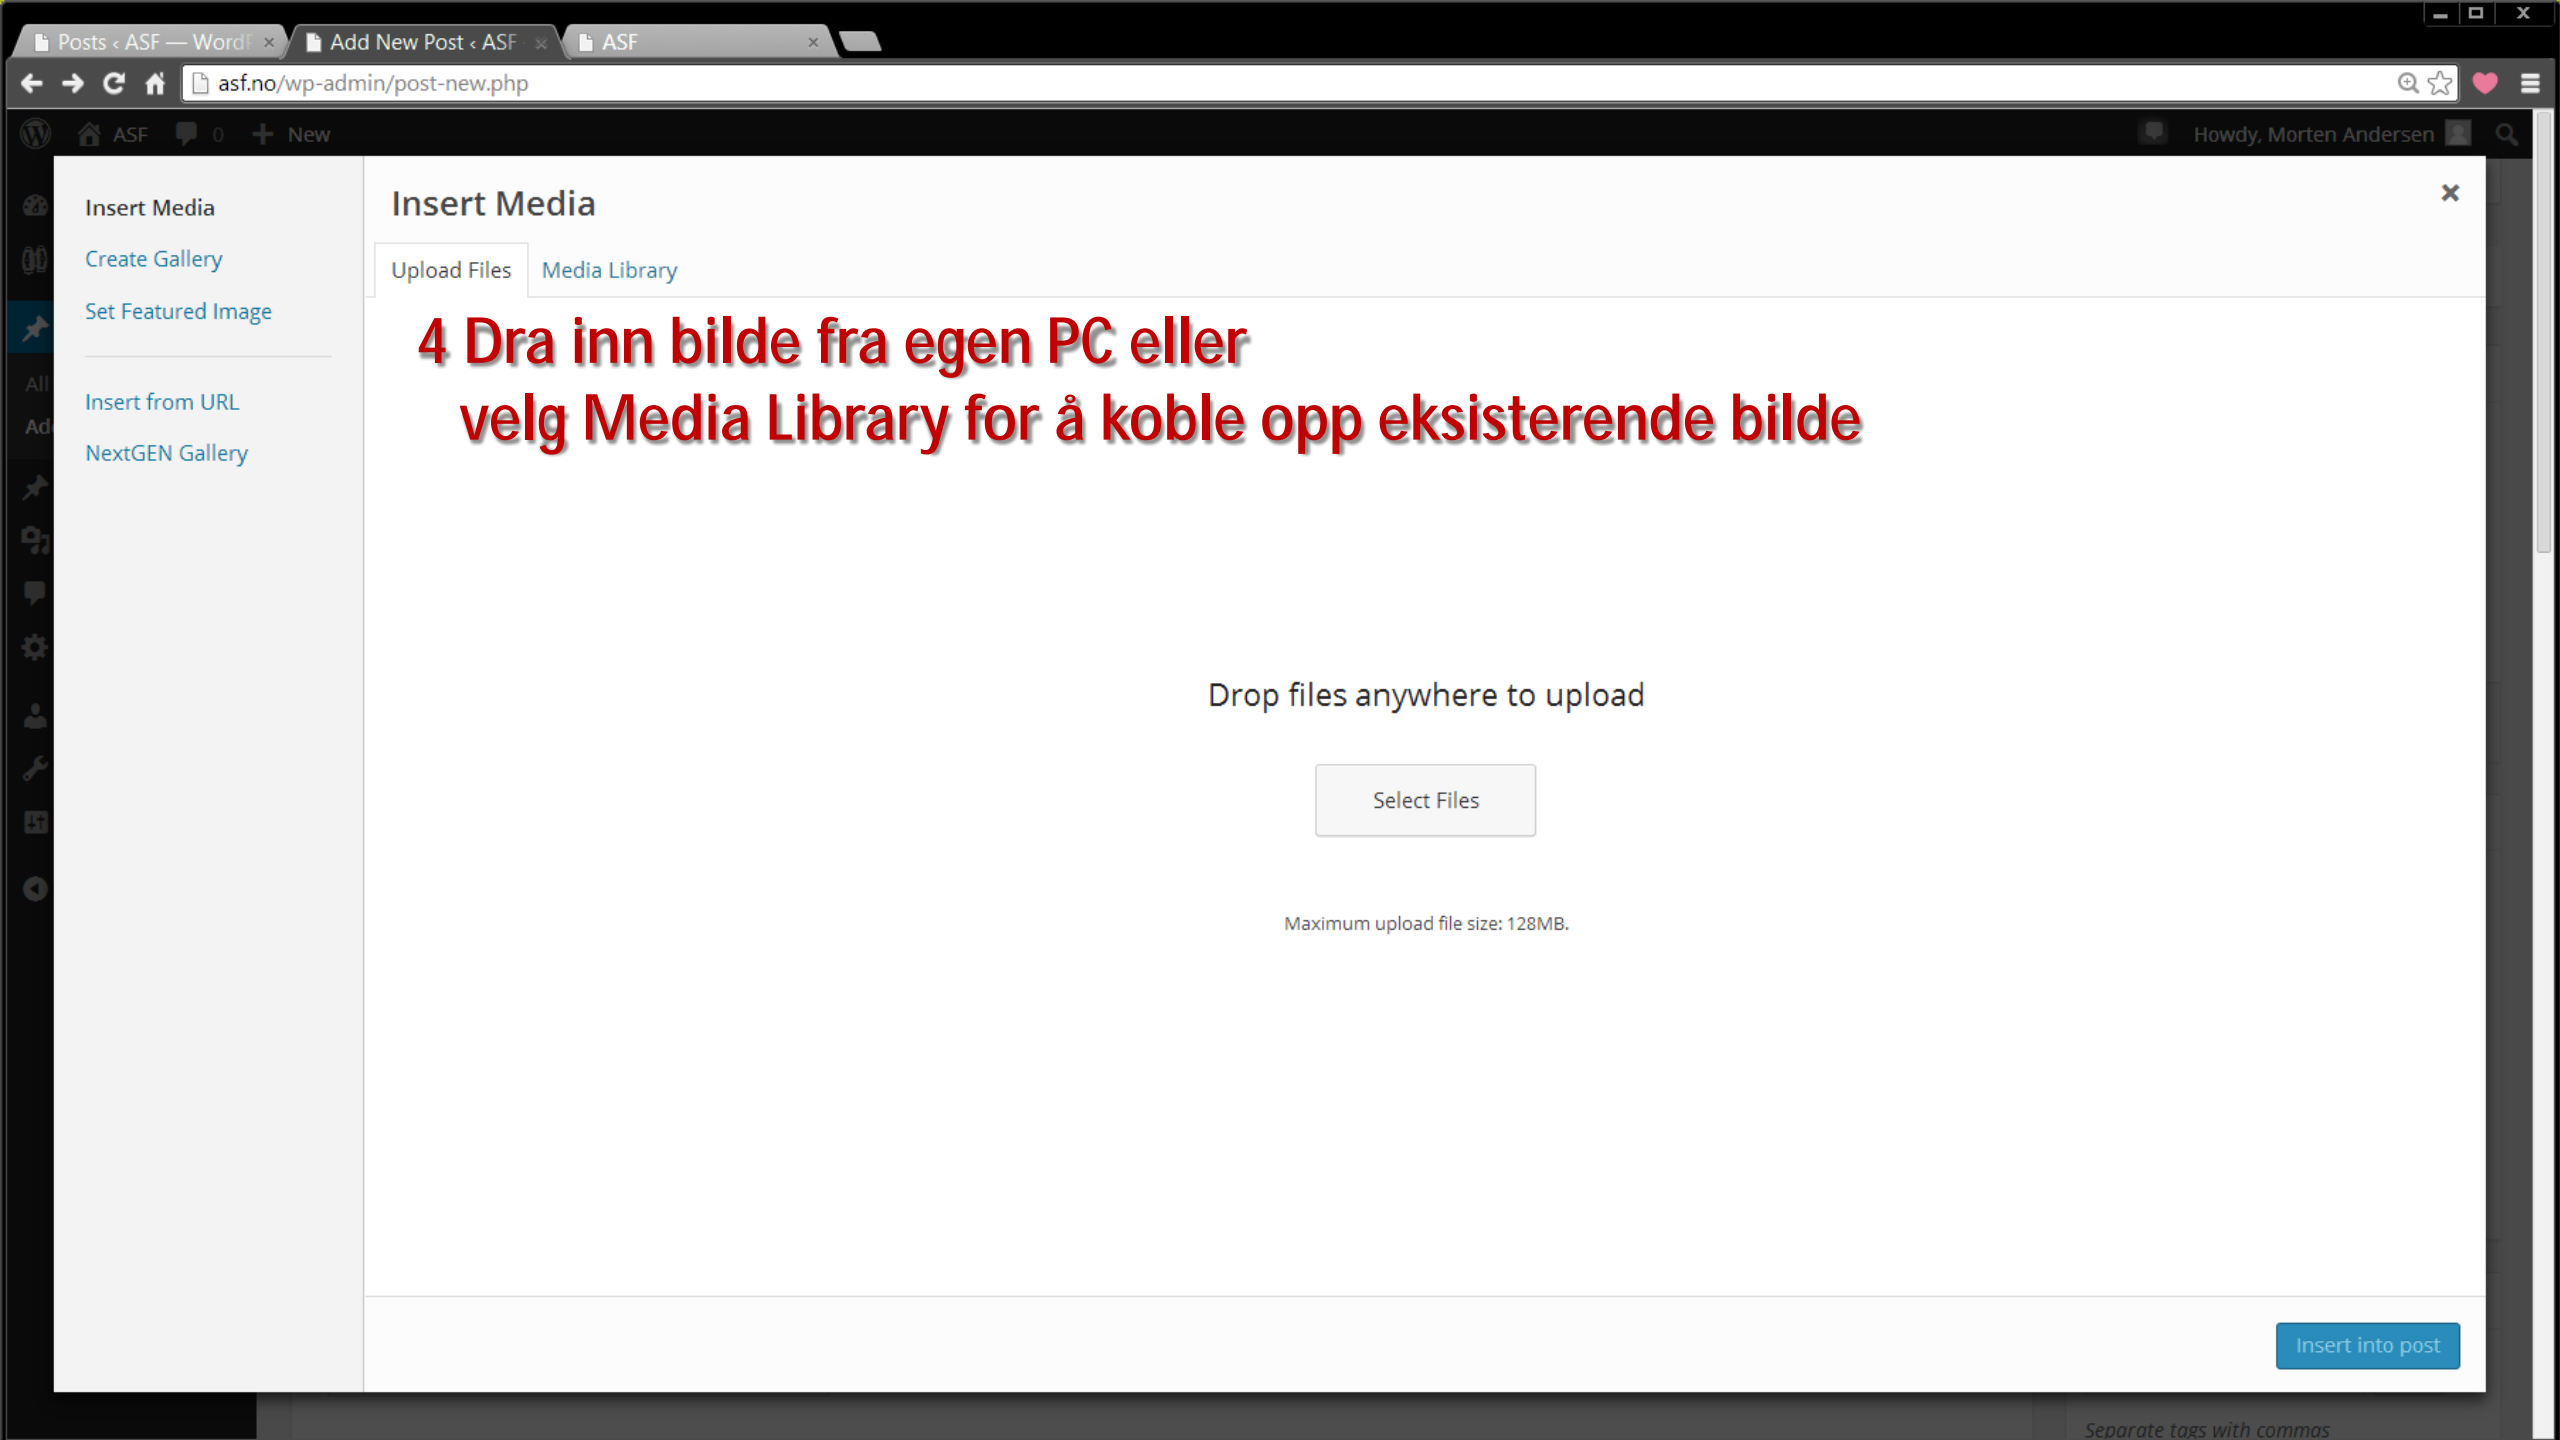 Posts ‹ ASF — Word
Add New Post ‹ ASF
ASF
asf.no/wp-admin/post-new.php
ASF 0 New
Howdy, Morten Andersen
Insert Media
Create Gallery
Set Featured Image
Insert from URL
NextGEN Gallery
All
Ad
Insert Media
Upload Files Media Library
4 Dra inn bilde fra egen PC eller
velg Media Library for å koble opp eksisterende bilde
Drop files anywhere to upload
Select Files
Maximum upload file size: 128MB.
Insert into post
Separate tags with commas